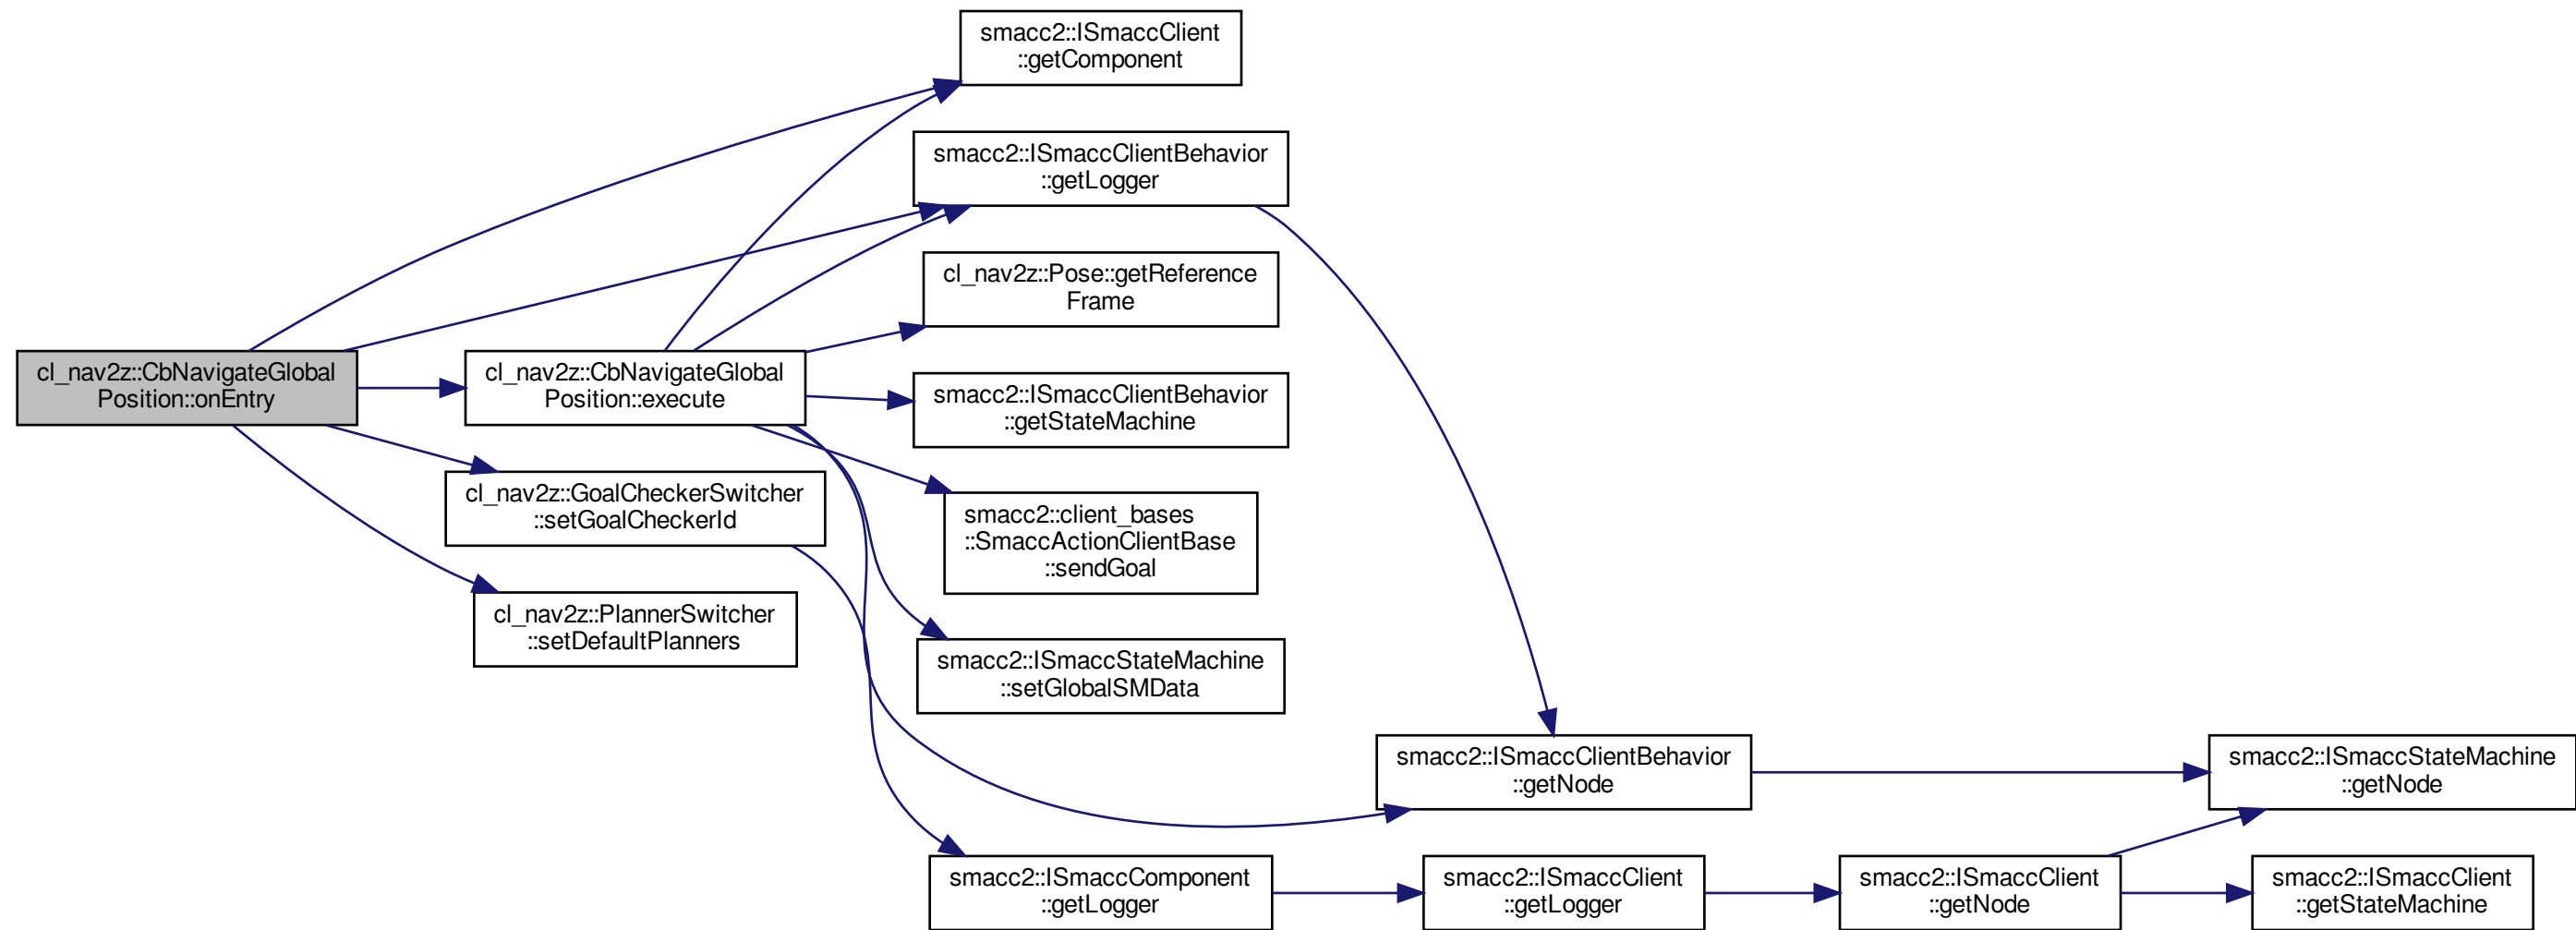 smacc2::ISmaccClient
::getComponent
smacc2::ISmaccClientBehavior
::getLogger
cl_nav2z::Pose::getReference
Frame
cl_nav2z::CbNavigateGlobal
Position::onEntry
cl_nav2z::CbNavigateGlobal
Position::execute
smacc2::ISmaccClientBehavior
::getStateMachine
cl_nav2z::GoalCheckerSwitcher
::setGoalCheckerId
smacc2::client_bases
::SmaccActionClientBase
::sendGoal
cl_nav2z::PlannerSwitcher
::setDefaultPlanners
smacc2::ISmaccStateMachine
::setGlobalSMData
smacc2::ISmaccClientBehavior
::getNode
smacc2::ISmaccStateMachine
::getNode
smacc2::ISmaccComponent
::getLogger
smacc2::ISmaccClient
::getLogger
smacc2::ISmaccClient
::getNode
smacc2::ISmaccClient
::getStateMachine